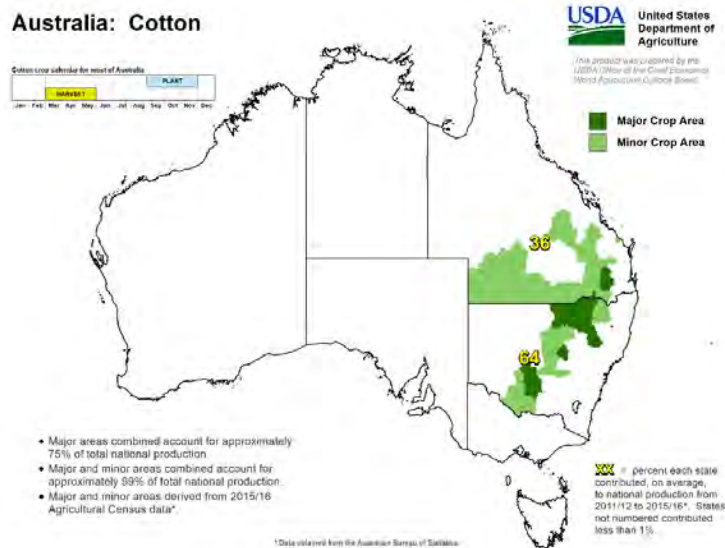 Australia: Cotton
USDA
United States
Department of
Agriculture
This product was prepared by the
USDA Office of the Chief Economist
World Agricultural Outlook Board
Cotton crop calendar for most of Australia
PLANT
HARVEST
Jan Feb Mar Apr May Jun Jul Aug Sep Oct Nov Dec
Major Crop Area
Minor Crop Area
36
64
Major areas combined account for approximately
75% of total national production
Major and minor areas combined account for
approximately 99% of total national production.
Major and minor areas derived from 2015/16
Agricultural Census data*.
XX = percent each state
contributed, on average,
to national production from
2011/12 to 2015/16*. States
not numbered contributed
less than 1%
* Data obtained from the Australian Bureau of Statistics.